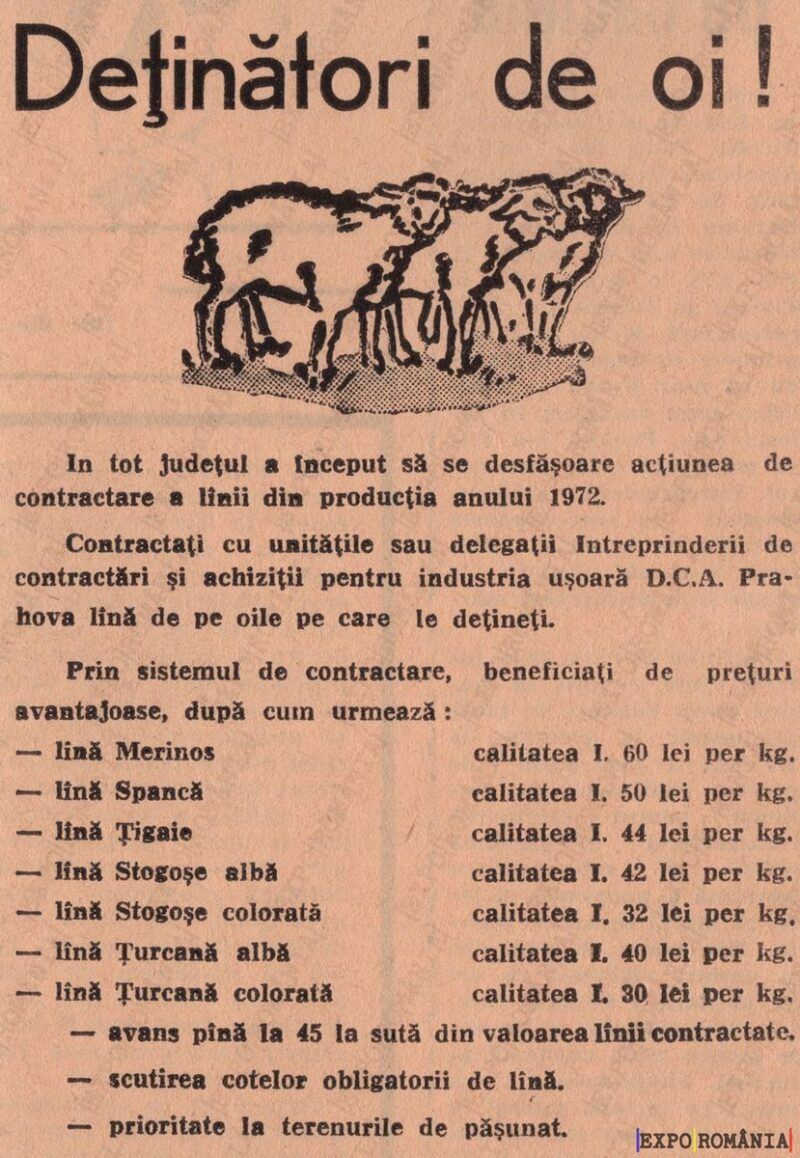 Deţinători de oi!
In tot judeţul a început să se desfăşoare acţiunea de
contractare a lînii din producţia anului 1972.
Contractaţi cu unităţile sau delegaţii Intreprinderii de
contractări şi achiziţii pentru industria uşoară D.C.A. Pra-
hova lînă de pe oile pe care le deţineţi.
Prin sistemul de contractare, beneficiaţi de preţuri
avantajoase, după cum urmează :
— lînă Merinos calitatea I. 60 lei per kg.
— lînă Spancă calitatea I. 50 lei per kg.
— lînă Ţigaie calitatea I. 44 lei per kg.
— lînă Stogoşe albă calitatea I. 42 lei per kg.
— lînă Stogoşe colorată calitatea I. 32 lei per kg.
— lînă Ţurcană albă calitatea I. 40 lei per kg.
— lînă Ţurcană colorată calitatea I. 30 lei per kg.
— avans pînă la 45 la sută din valoarea lînii contractate.
— scutirea cotelor obligatorii de lînă.
— prioritate la terenurile de păşunat.
EXPO ROMÂNIA